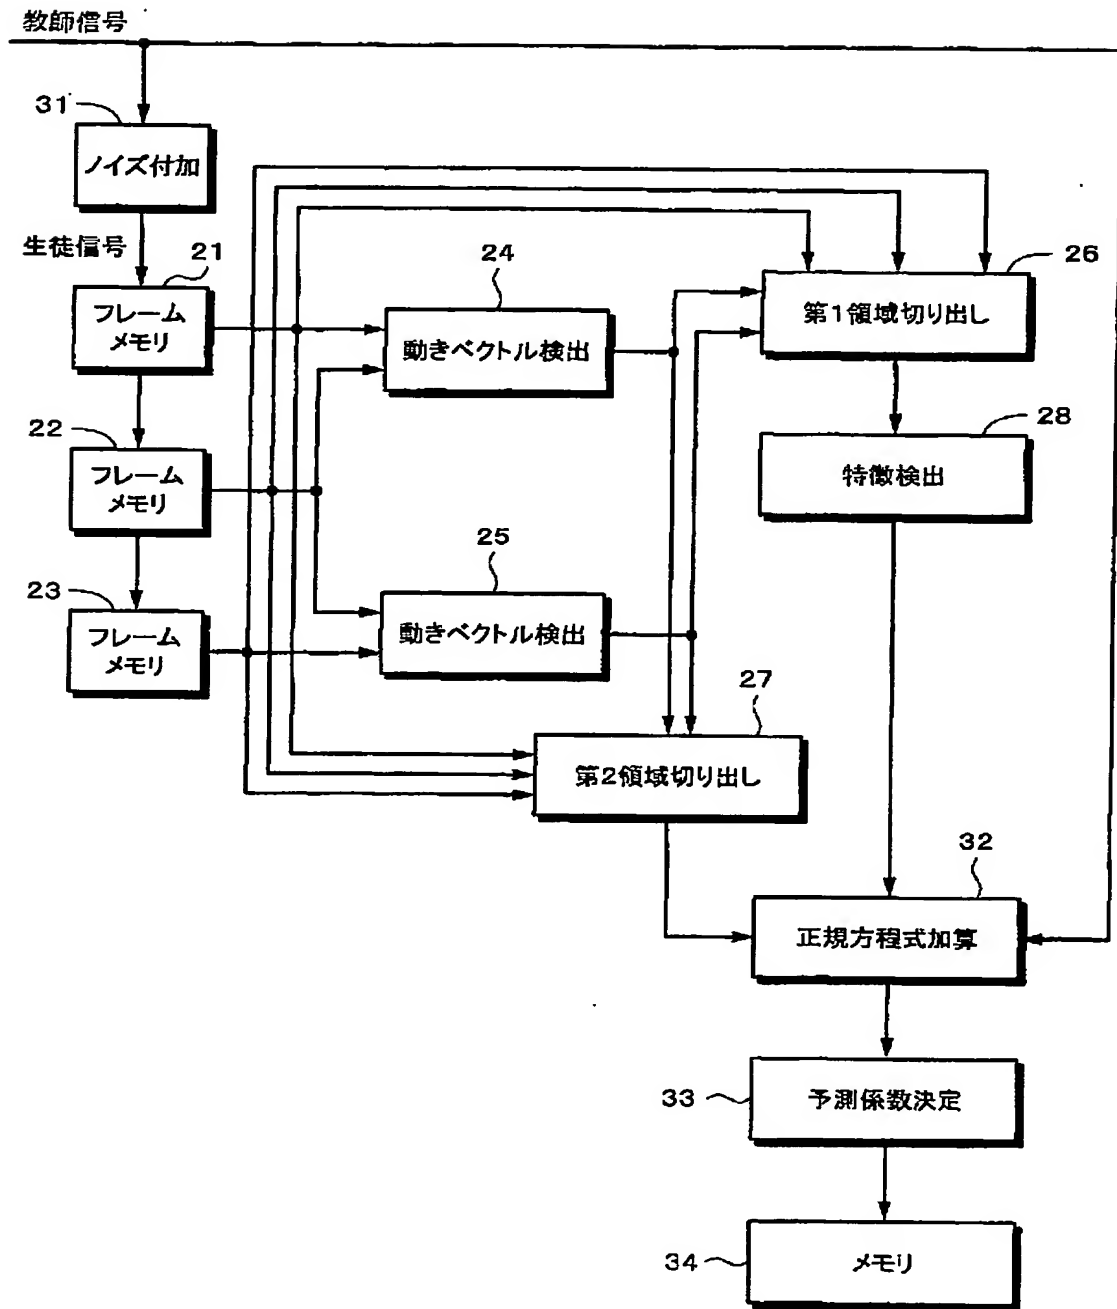 教師信号
31
ノイズ付加
生徒信号
21
フレーム
メモリ
24
動きベクトル検出
26
第1領域切り出し
22
フレーム
メモリ
28
特徴検出
25
動きベクトル検出
23
フレーム
メモリ
27
第2領域切り出し
32
正規方程式加算
33
予測係数決定
34
メモリ